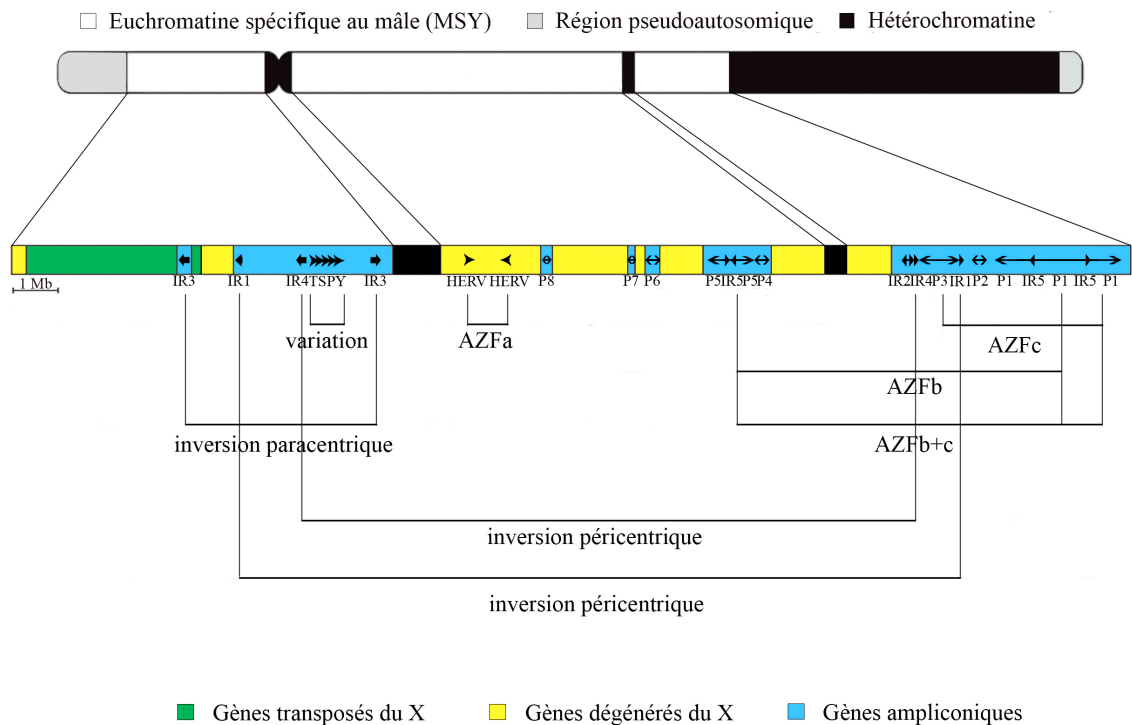 Euchromatine spécifique au mâle (MSY) Région pseudoautosomique Hétérochromatine
IR3 IR1 IR4 TSPY IR3 HERV HERV P8 P7 P6 P5 IR5 P5 P4 IR2 IR4 P3 IR1 P2 P1 IR5 P1 IR5 P1
1 Mb
variation AZFa AZFc
AZFb
inversion paracentrique AZFb+c
inversion péricentrique
inversion péricentrique
Gènes transposés du X Gènes dégénérés du X Gènes ampliconiques